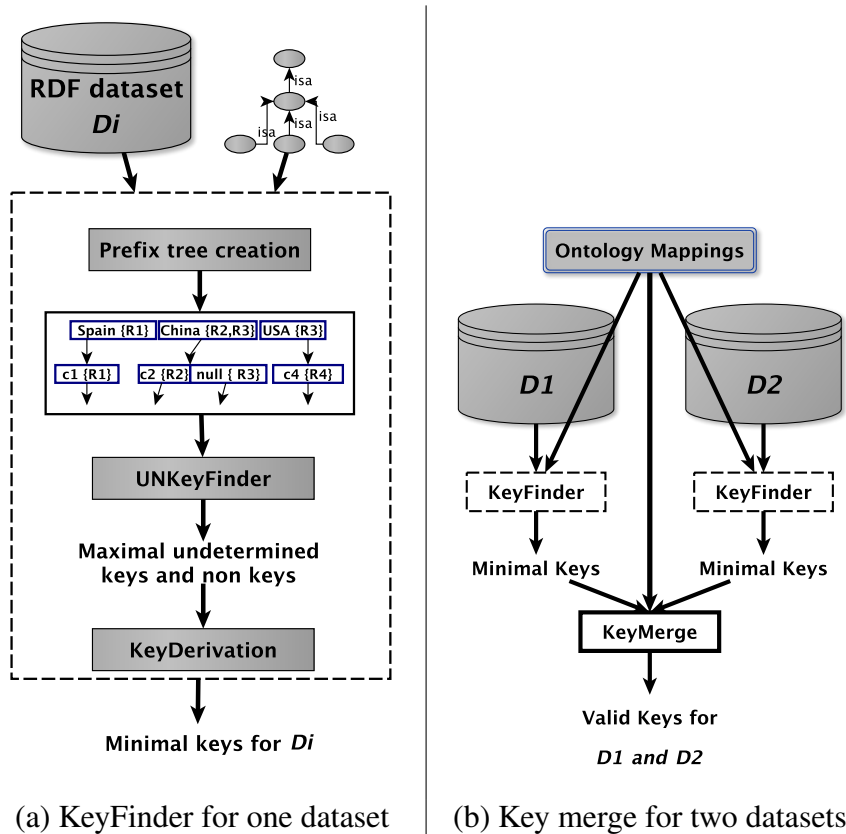 RDF dataset
Di
isa
isa
isa
isa
Prefix tree creation
Spain {R1} China {R2,R3} USA {R3}
c1 {R1} c2 {R2} null { R3} c4 {R4}
UNKeyFinder
Maximal undetermined
keys and non keys
KeyDerivation
Minimal keys for Di
(a) KeyFinder for one dataset
Ontology Mappings
D1 D2
KeyFinder KeyFinder
Minimal Keys Minimal Keys
KeyMerge
Valid Keys for
D1 and D2
(b) Key merge for two datasets